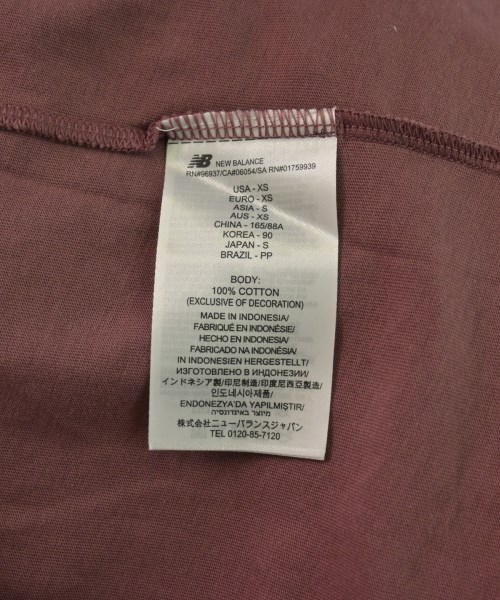 NB NEW BALANCE
RN#96937/CA#06054/SA RN#01759939
USA - XS
EURO - XS
ASIA - S
AUS - XS
CHINA - 165/88A
KOREA - 90
JAPAN - S
BRAZIL - PP
BODY:
100% COTTON
(EXCLUSIVE OF DECORATION)
MADE IN INDONESIA/
FABRIQUÉ EN INDONÉSIE/
HECHO EN INDONESIA/
FABRICADO NA INDONÉSIA/
IN INDONESIEN HERGESTELLT/
ИЗГОТОВЛЕНО В ИНДОНЕЗИИ/
インドネシア製/印尼制造/印度尼西亞製造/
인도네시아제품/
ENDONEZYA'DA YAPILMIŞTIR/
מיוצר באינדונסיה
株式会社ニューバランスジャパン
TEL 0120-85-7120